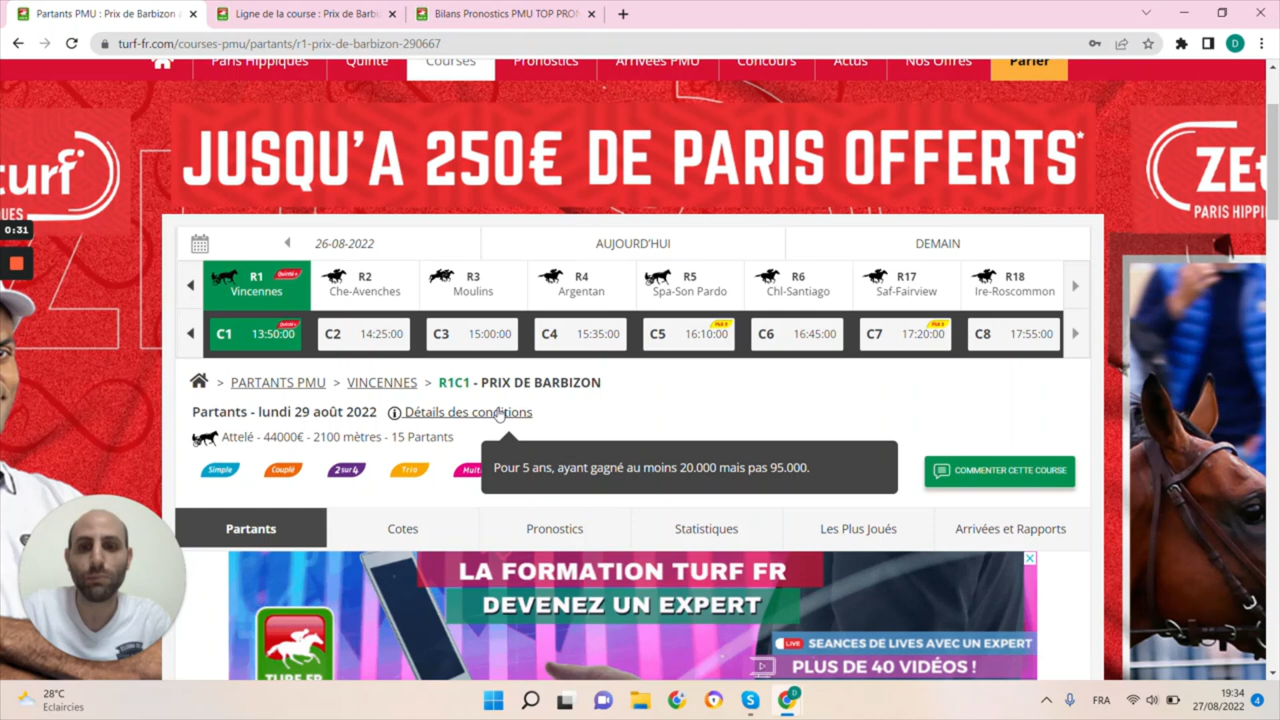 Partants PMU : Prix de Barbizon
Ligne de la course : Prix de Barbi
Bilans Pronostics PMU TOP PRON
turf-fr.com/courses-pmu/partants/r1-prix-de-barbizon-290667
D
Paris Hippiques
Quinté
Courses
Pronostics
Arrivées PMU
Concours
Actus
Nos Offres
Parier
JUSQU'A 250€ DE PARIS OFFERTS*
turf
QUES
ZEt
PARIS HIPPI
0:31
26-08-2022
AUJOURD'HUI
DEMAIN
R1 Quinté+
Vincennes
R2
Che-Avenches
R3
Moulins
R4
Argentan
R5
Spa-Son Pardo
R6
Chl-Santiago
R17
Saf-Fairview
R18
Ire-Roscommon
C1 13:50:00
C2 14:25:00
C3 15:00:00
C4 15:35:00
C5 16:10:00
C6 16:45:00
C7 17:20:00
C8 17:55:00
> PARTANTS PMU > VINCENNES > R1C1 - PRIX DE BARBIZON
Partants - lundi 29 août 2022 Détails des conditions
Attelé - 44000€ - 2100 mètres - 15 Partants
Simple
Couplé
2sur4
Trio
Mult
Pour 5 ans, ayant gagné au moins 20.000 mais pas 95.000.
COMMENTER CETTE COURSE
Partants
Cotes
Pronostics
Statistiques
Les Plus Joués
Arrivées et Rapports
LA FORMATION TURF FR
DEVENEZ UN EXPERT
LIVE SEANCES DE LIVES AVEC UN EXPERT
PLUS DE 40 VIDÉOS !
TURF-FR
28°C
Eclaircies
FRA
19:34
27/08/2022
4